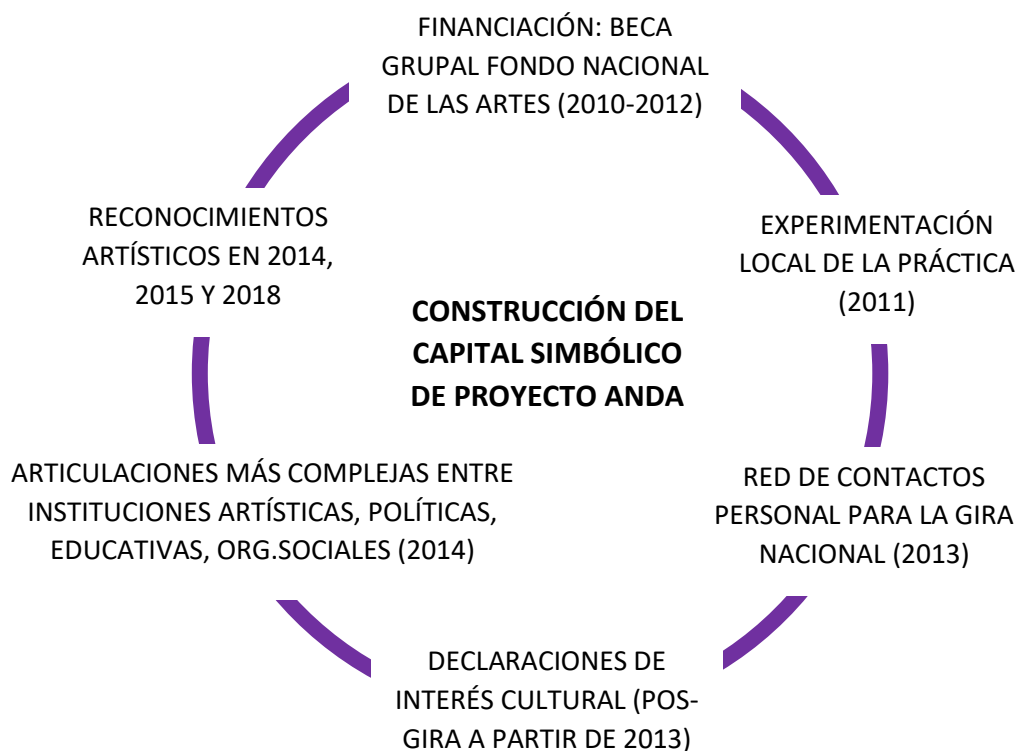 FINANCIACIÓN: BECA
GRUPAL FONDO NACIONAL
DE LAS ARTES (2010-2012)
EXPERIMENTACIÓN
LOCAL DE LA PRÁCTICA
(2011)
RED DE CONTACTOS
PERSONAL PARA LA GIRA
NACIONAL (2013)
DECLARACIONES DE
INTERÉS CULTURAL (POS-
GIRA A PARTIR DE 2013)
ARTICULACIONES MÁS COMPLEJAS ENTRE
INSTITUCIONES ARTÍSTICAS, POLÍTICAS,
EDUCATIVAS, ORG.SOCIALES (2014)
RECONOCIMIENTOS
ARTÍSTICOS EN 2014,
2015 Y 2018
CONSTRUCCIÓN DEL
CAPITAL SIMBÓLICO
DE PROYECTO ANDA